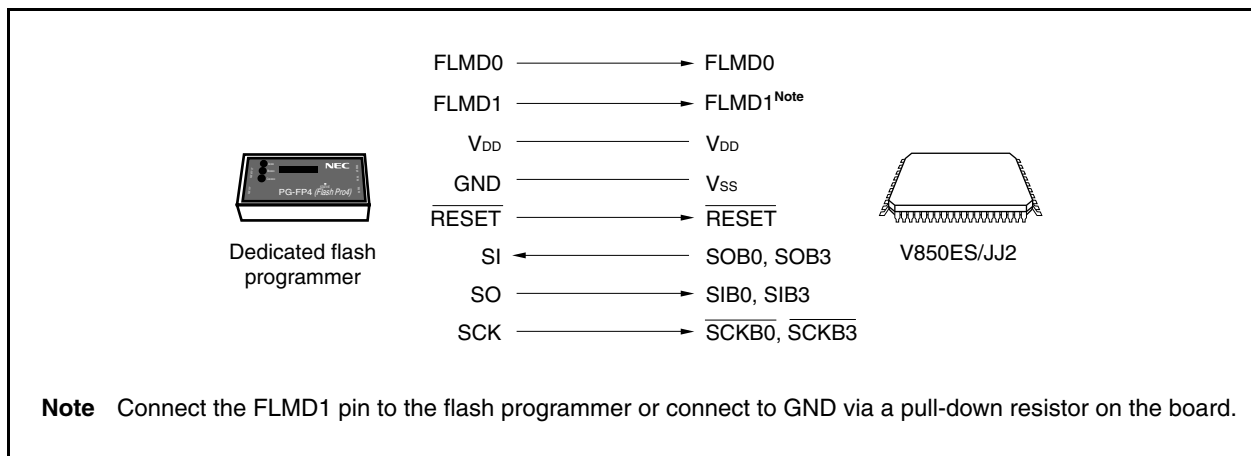 FLMD0 FLMD0
FLMD1 FLMD1Note
VDD VDD
GND VSS
RESET RESET
SI SOB0, SOB3
SO SIB0, SIB3
SCK SCKB0, SCKB3
NEC
PG-FP4 (Flash Pro4)
Dedicated flash
programmer
V850ES/JJ2
Note Connect the FLMD1 pin to the flash programmer or connect to GND via a pull-down resistor on the board.